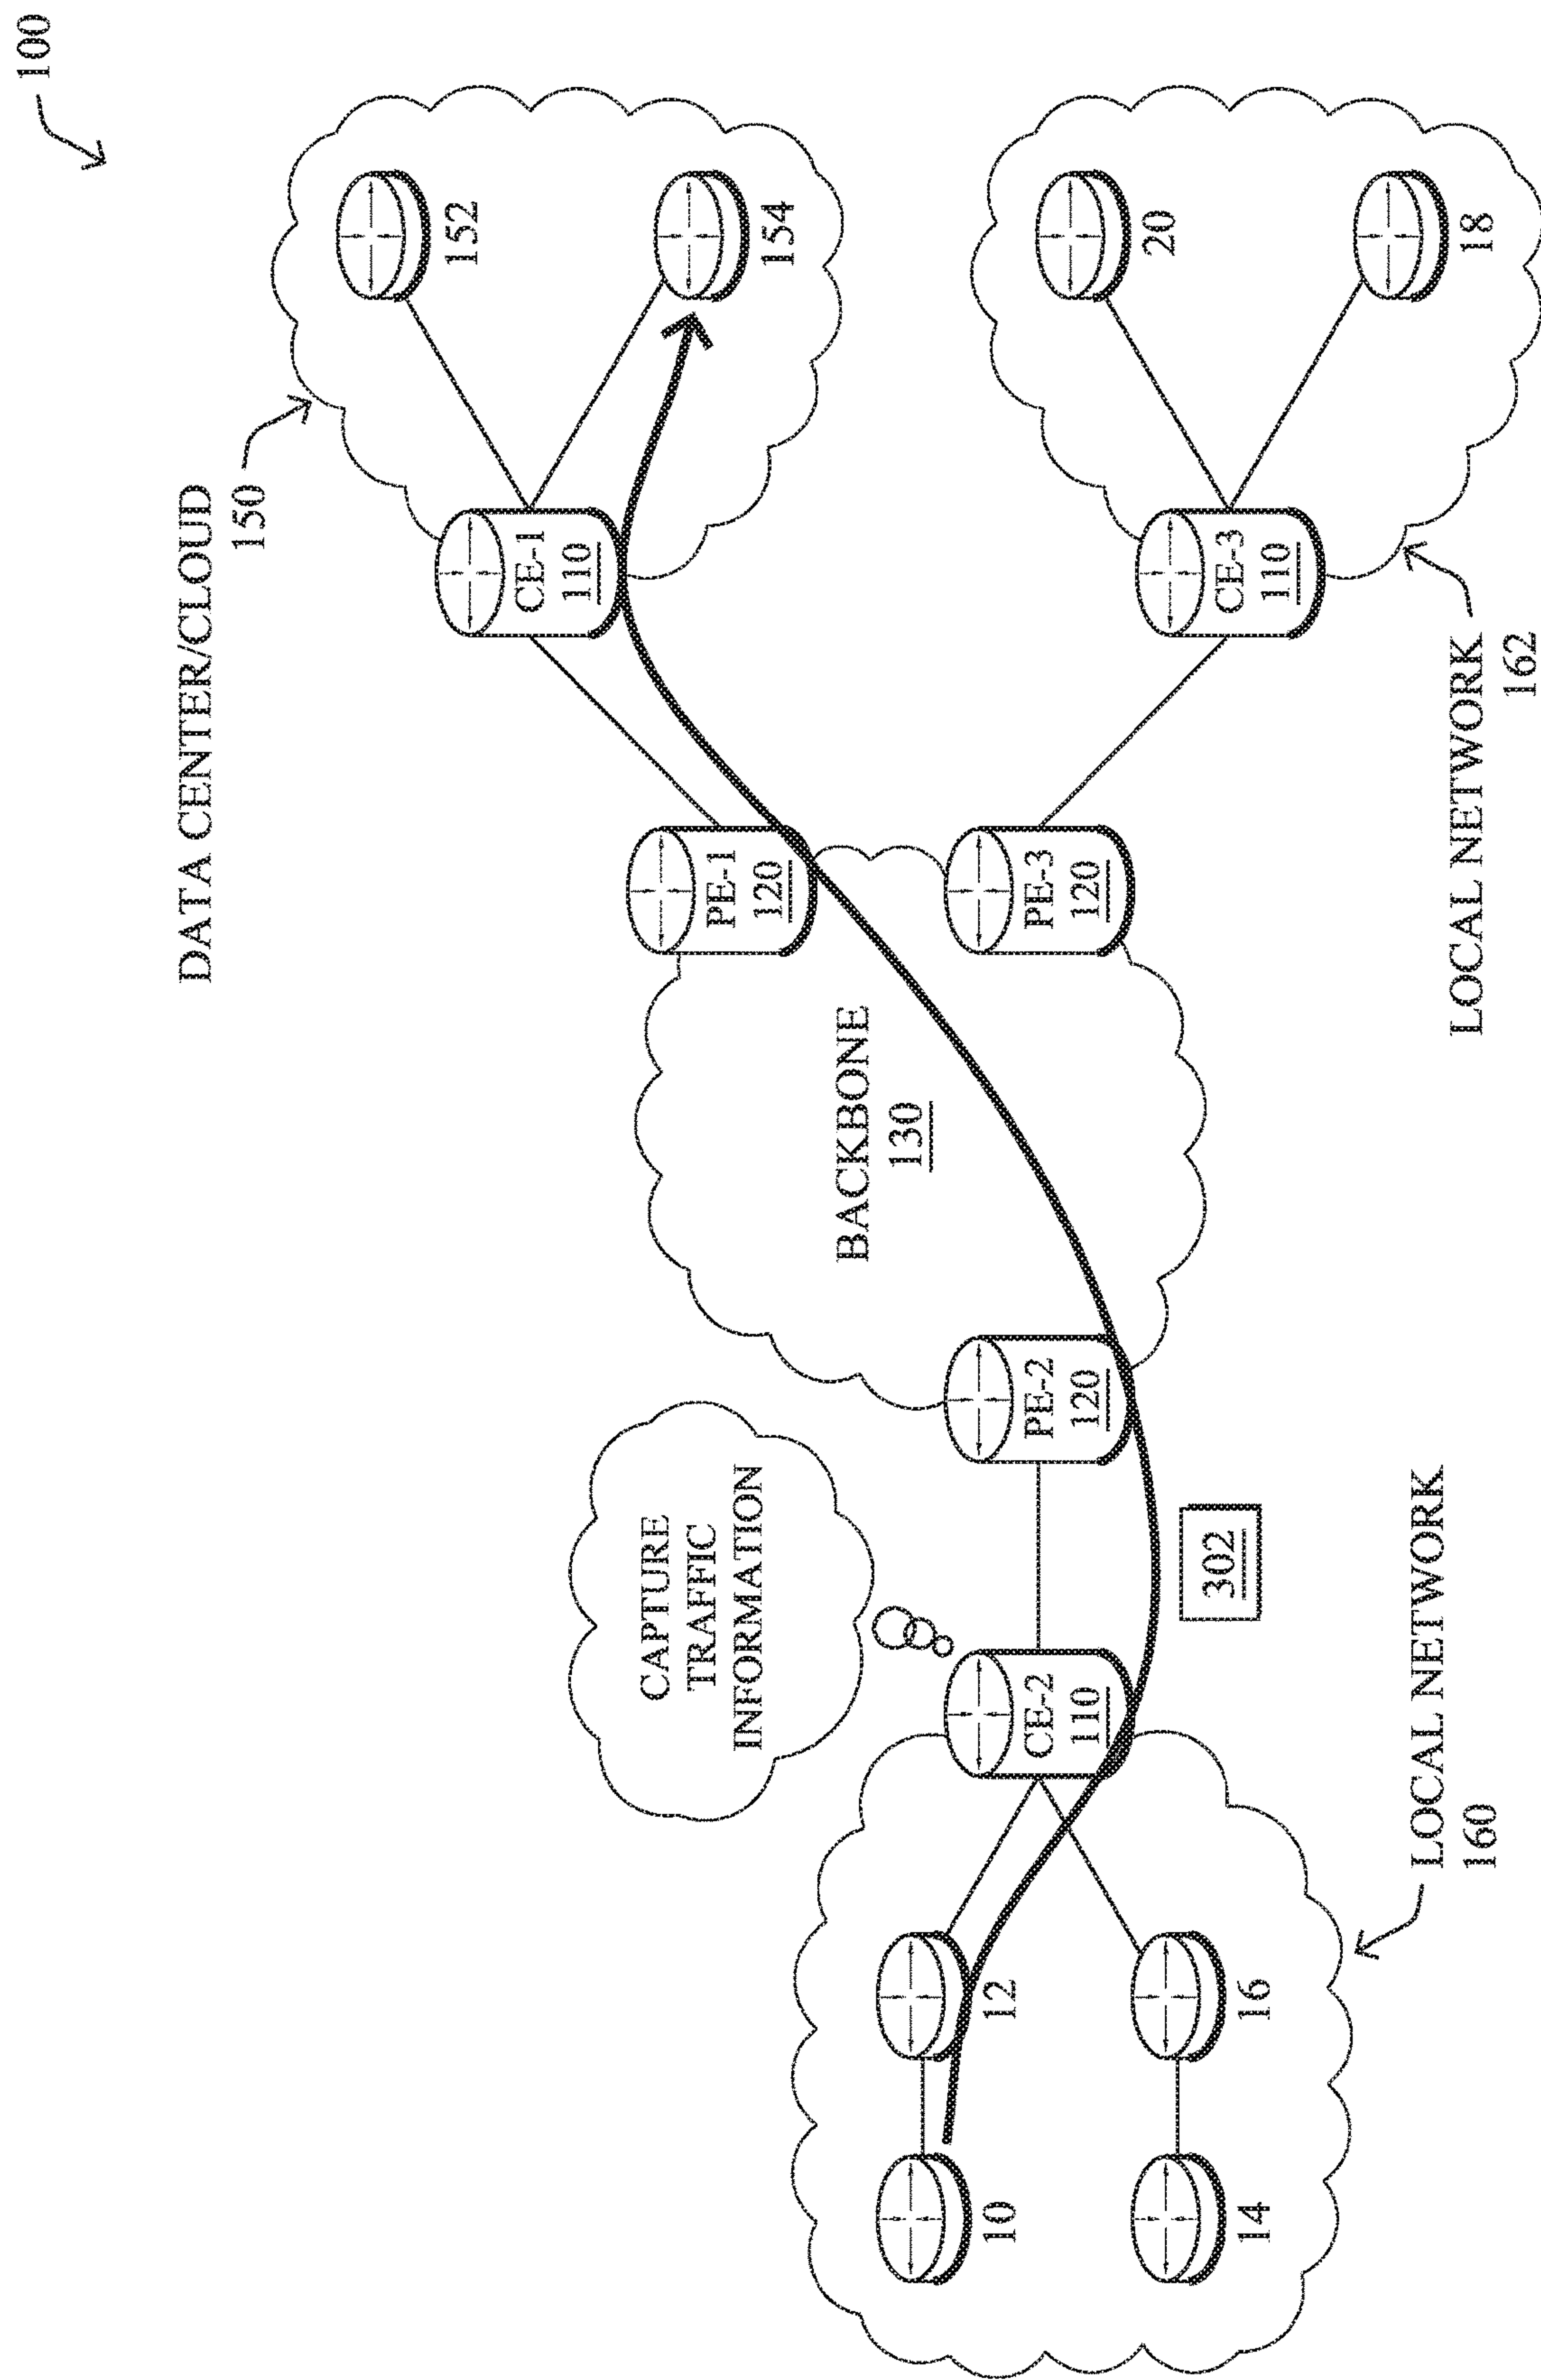 100
DATA CENTER/CLOUD
150
152
154
CE-1
110
PE-1
120
BACKBONE
130
CAPTURE
TRAFFIC
INFORMATION
10
12
14
16
CE-2
110
PE-2
120
302
PE-3
120
CE-3
110
20
18
LOCAL NETWORK
160
LOCAL NETWORK
162